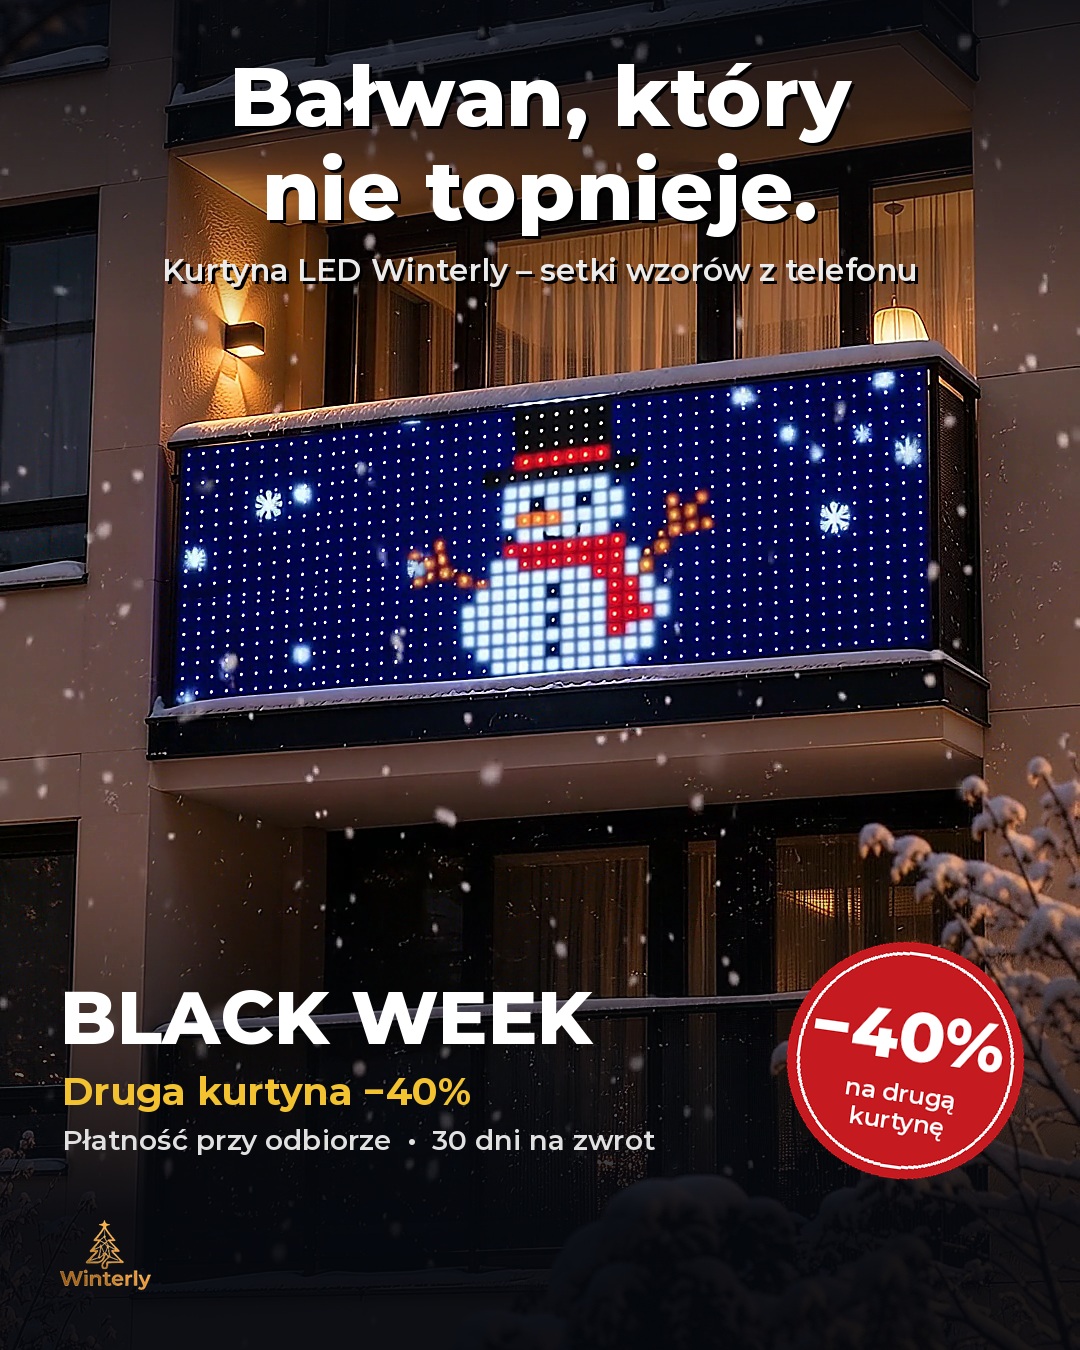 Bałwan, który
nie topnieje.
Kurtyna LED Winterly – setki wzorów z telefonu
BLACK WEEK
Druga kurtyna −40%
Płatność przy odbiorze • 30 dni na zwrot
−40%
na drugą
kurtynę
Winterly